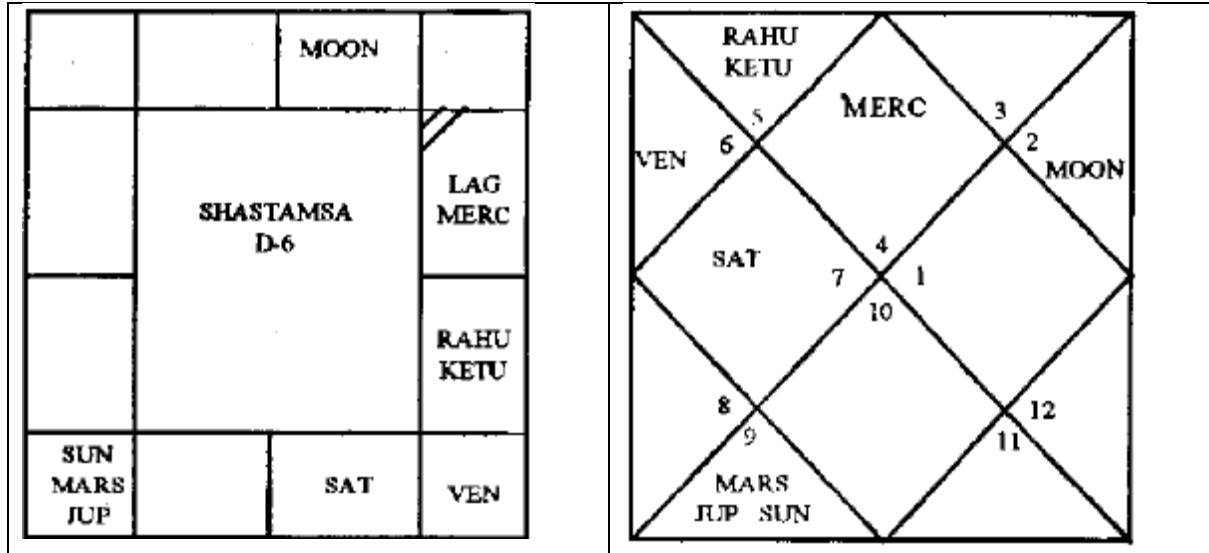 MOON
LAG
MERC
SHASTAMSA
D-6
RAHU
KETU
SUN
MARS
JUP
SAT
VEN
RAHU
KETU
MERC
5
3
6
2
VEN
MOON
SAT
4
7
1
10
8
12
9
11
MARS
JUP SUN